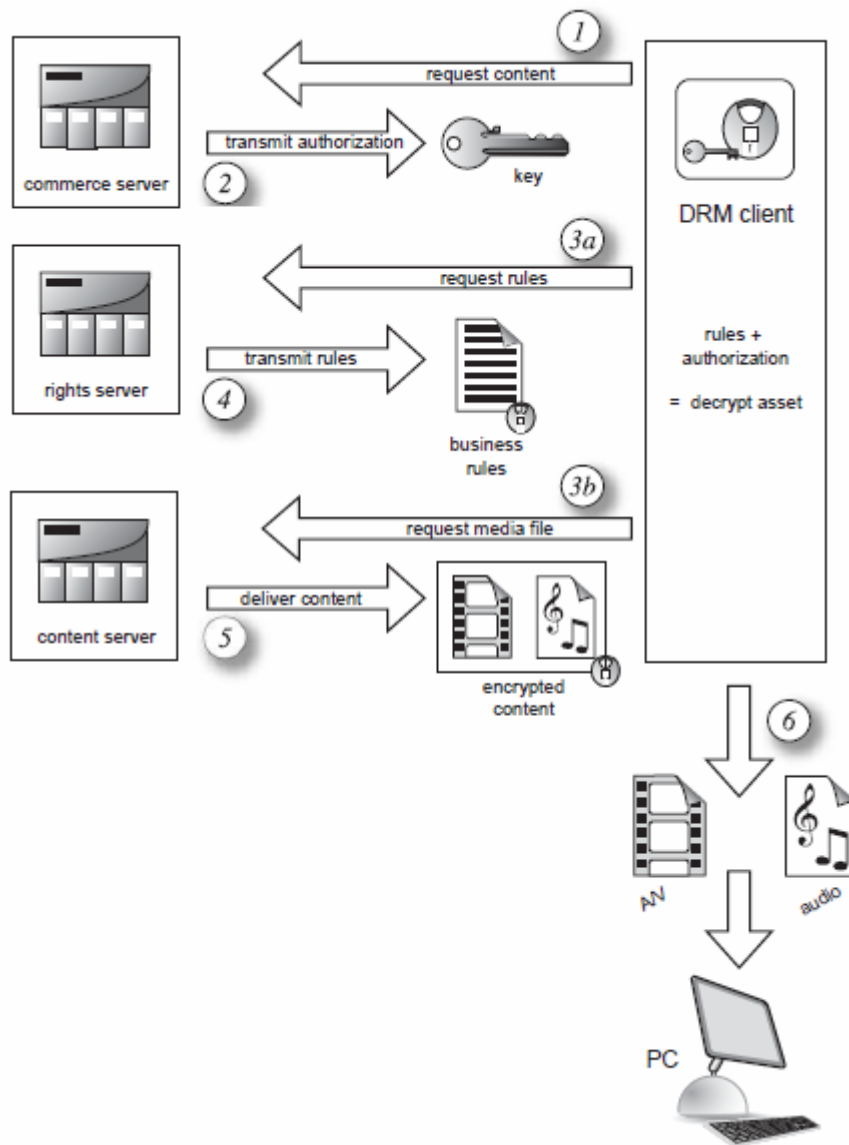 1
request content
transmit authorization
2
key
commerce server
DRM client
3a
request rules
transmit rules
rights server
4
business
rules
rules +
authorization
= decrypt asset
3b
request media file
deliver content
content server
5
encrypted
content
6
A/V
audio
PC